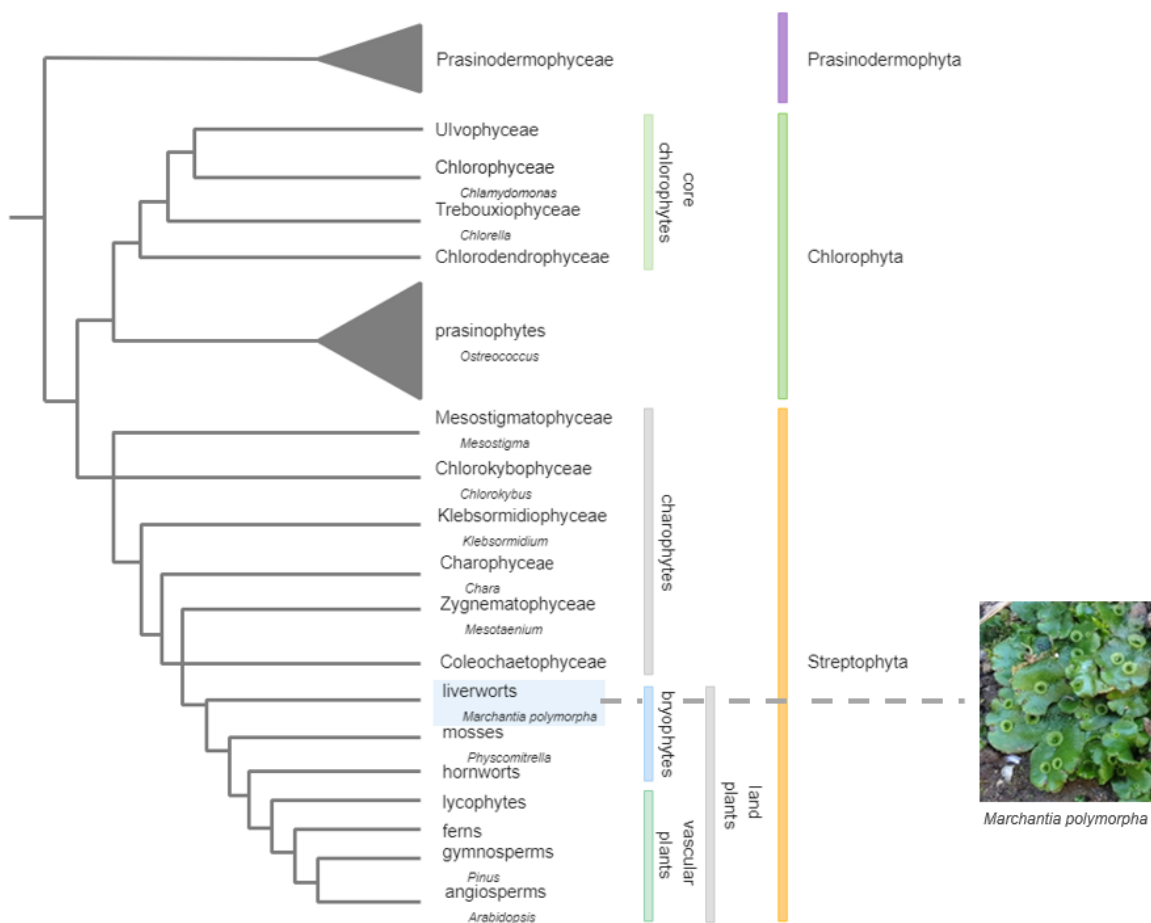 Prasinodermophyceae
Prasinodermophyta
Ulvophyceae
Chlorophyceae
Chlamydomonas
Trebouxiophyceae
Chlorella
Chlorodendrophyceae
core
chlorophytes
Chlorophyta
prasinophytes
Ostreococcus
Mesostigmatophyceae
Mesostigma
Chlorokybophyceae
Chlorokybus
Klebsormidiophyceae
Klebsormidium
Charophyceae
Chara
Zygnematophyceae
Mesotaenium
Coleochaetophyceae
charophytes
Streptophyta
liverworts
Marchantia polymorpha
mosses
Physcomitrella
hornworts
bryophytes
lycophytes
ferns
gymnosperms
Pinus
angiosperms
Arabidopsis
vascular
plants
land
plants
Marchantia polymorpha